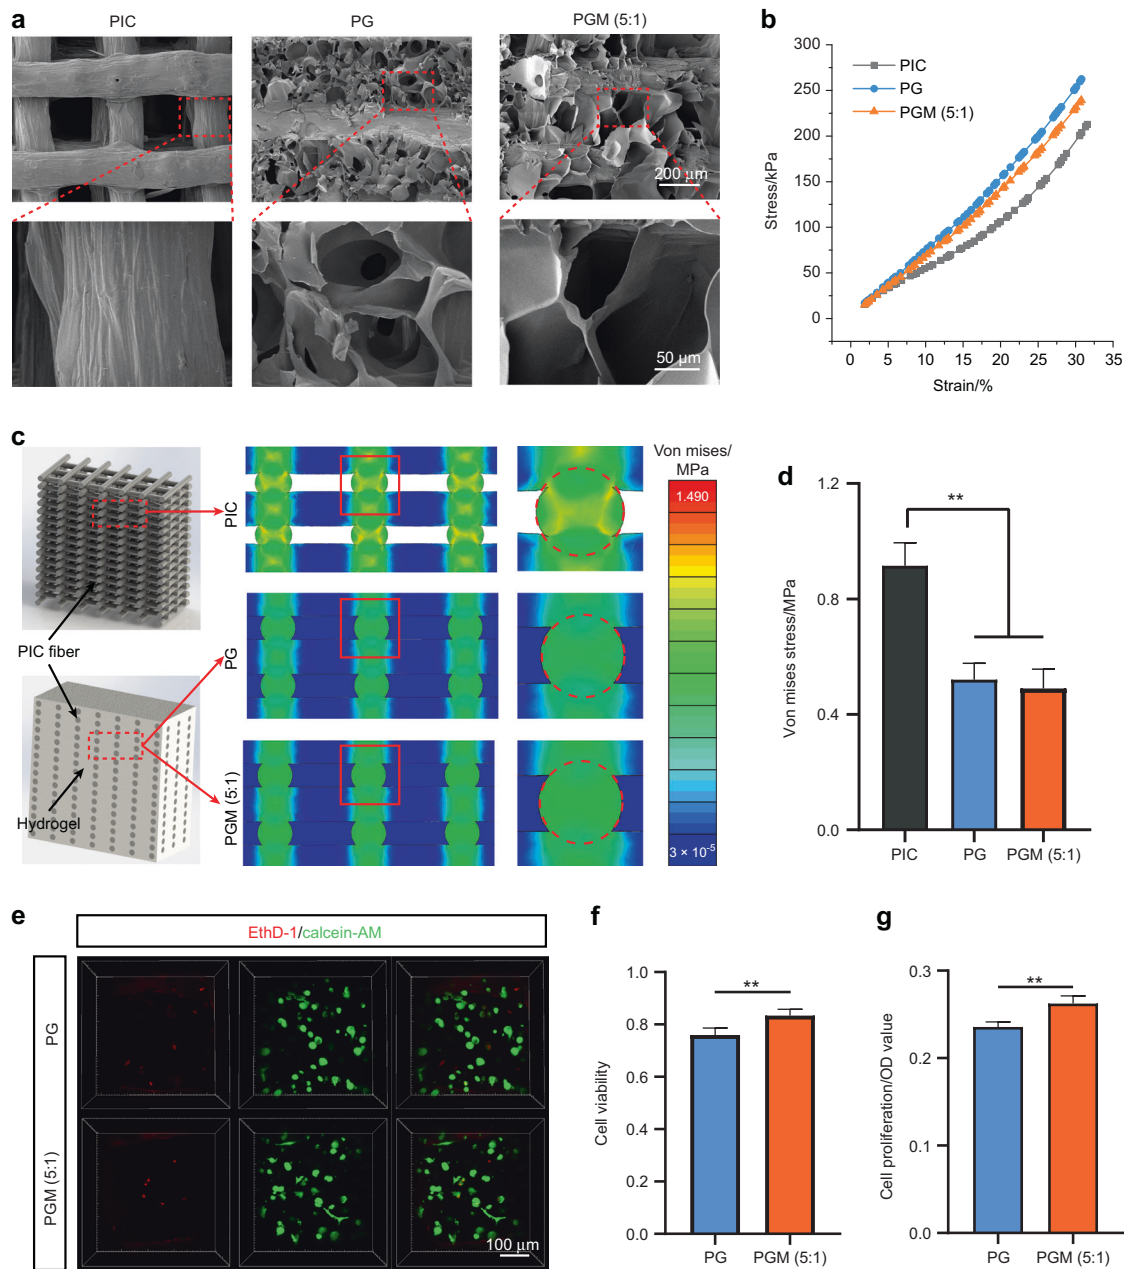 a
PIC
PG
PGM (5:1)
200 μm
50 μm
b
300
250
200
150
100
50
0
Stress/kPa
PIC
PG
PGM (5:1)
0
5
10
15
20
25
30
35
Strain/%
c
PIC fiber
Hydrogel
PIC
PG
PGM (5:1)
Von mises/
MPa
1.490
3 × 10⁻⁵
d
Von mises stress/MPa
1.2
0.9
0.6
0.4
0.0
**
PIC
PG
PGM (5:1)
e
EthD-1/calcein-AM
PG
PGM (5:1)
100 μm
f
Cell viability
1.0
0.8
0.6
0.4
0.2
0.0
**
PG
PGM (5:1)
g
Cell proliferation/OD value
0.3
0.2
0.1
0.0
**
PG
PGM (5:1)